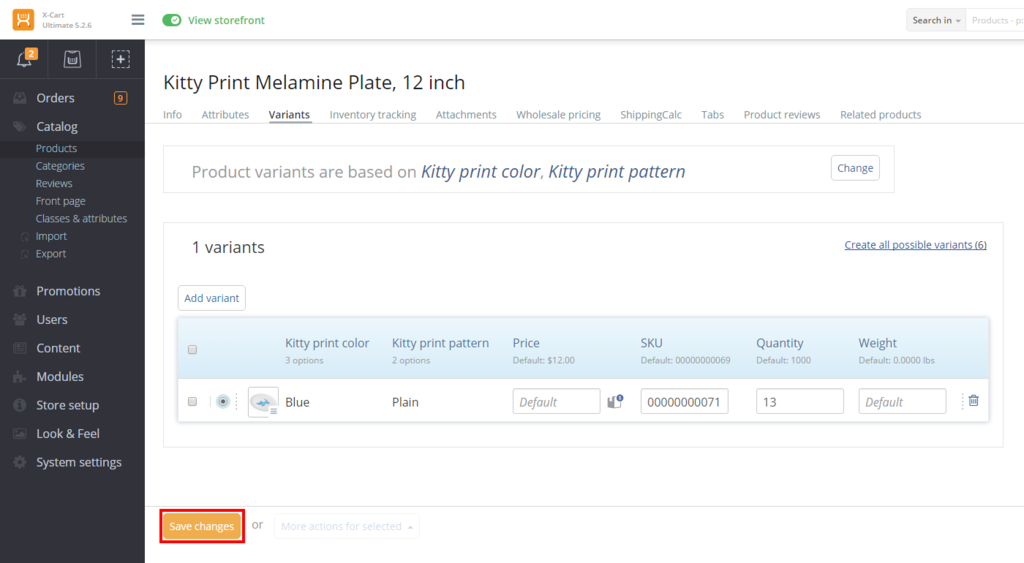 X-Cart
Ultimate 5.2.6
View storefront
Search in
Products - p
2
Orders 9
Catalog
Products
Categories
Reviews
Front page
Classes & attributes
Import
Export
Promotions
Users
Content
Modules
Store setup
Look & Feel
System settings
Kitty Print Melamine Plate, 12 inch
Info Attributes Variants Inventory tracking Attachments Wholesale pricing ShippingCalc Tabs Product reviews Related products
Product variants are based on Kitty print color, Kitty print pattern
Change
1 variants
Create all possible variants (6)
Add variant
Kitty print color Kitty print pattern Price SKU Quantity Weight
3 options 2 options Default: $12.00 Default: 00000000069 Default: 1000 Default: 0.0000 lbs
Blue Plain Default 00000000071 13 Default
Save changes or More actions for selected